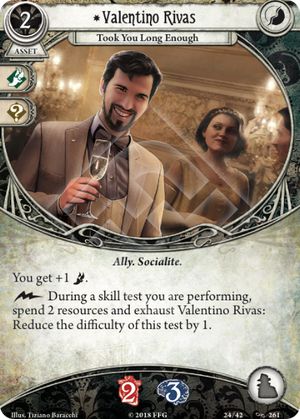 2
*Valentino Rivas
ASSET
Took You Long Enough
Ally. Socialite.
You get +1 .
During a skill test you are performing,
spend 2 resources and exhaust Valentino Rivas:
Reduce the difficulty of this test by 1.
2
3
Illus. Tiziano Baracchi
© 2018 FFG
24/42
261